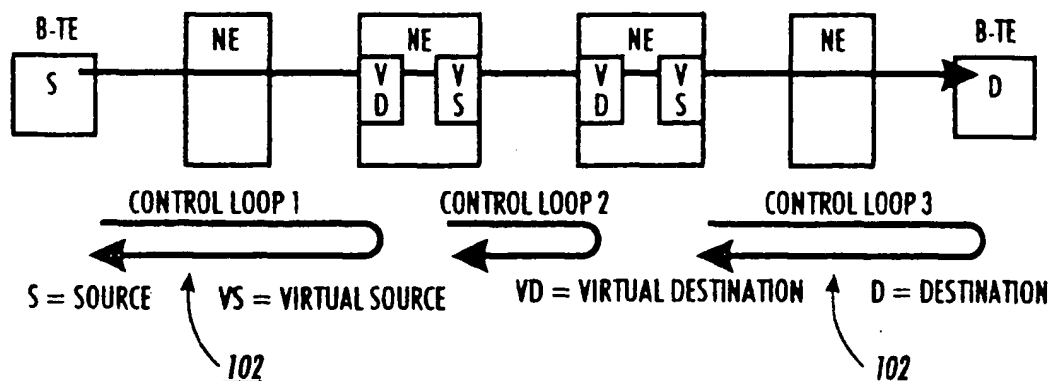 B-TE
NE
NE
NE
NE
B-TE
S
V
D
V
S
V
D
V
S
D
CONTROL LOOP 1
CONTROL LOOP 2
CONTROL LOOP 3
S = SOURCE
VS = VIRTUAL SOURCE
VD = VIRTUAL DESTINATION
D = DESTINATION
102
102